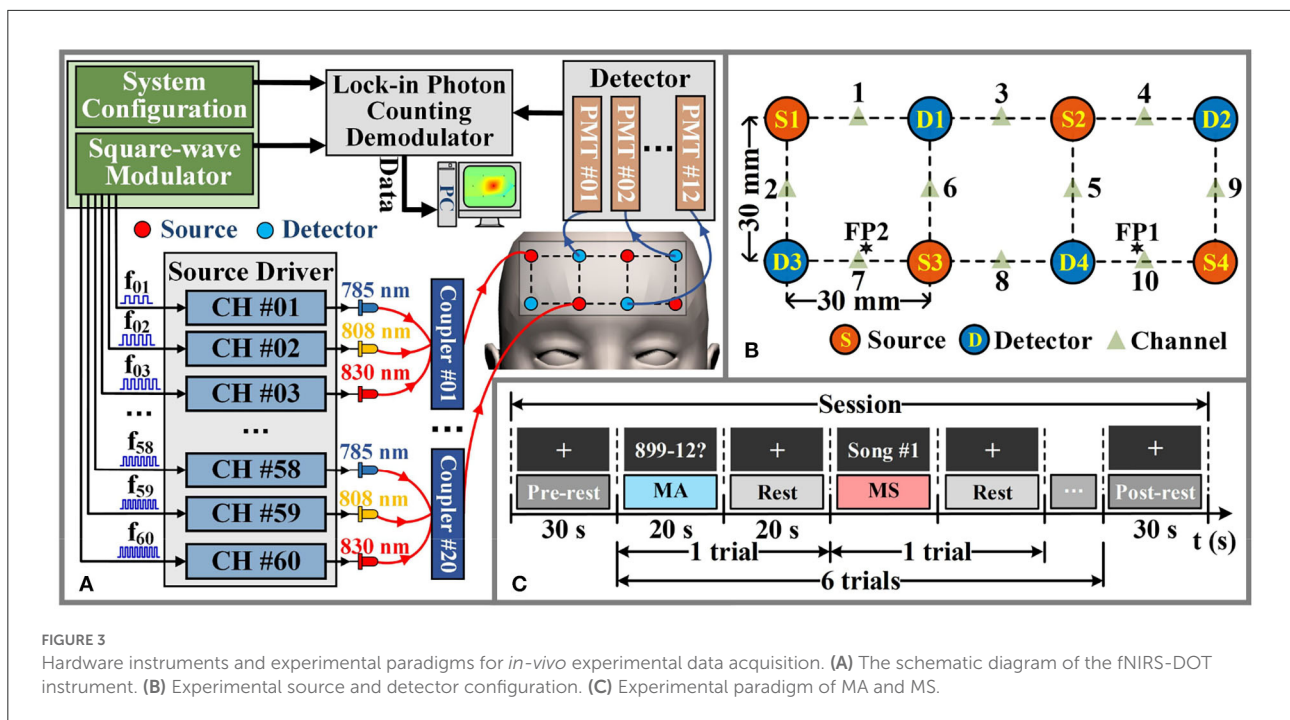 System
Configuration
Square-wave
Modulator
Lock-in Photon
Counting
Demodulator
Data
PC
Detector
PMT #01
PMT #02
...
PMT #12
Source Detector
Source Driver
f01
CH #01
785 nm
f02
CH #02
808 nm
f03
CH #03
830 nm
Coupler #01
...
...
...
f58
CH #58
785 nm
f59
CH #59
808 nm
f60
CH #60
830 nm
Coupler #20
A
1 3 4
S1 D1 S2 D2
30 mm
2 6 5 9
FP2 FP1
D3 S3 D4 S4
7 8 10
30 mm
S Source D Detector Channel
B
Session
+ 899-12? + Song #1 + +
Pre-rest MA Rest MS Rest ... Post-rest
30 s 20 s 20 s 30 s t (s)
1 trial 1 trial
6 trials
C
FIGURE 3
Hardware instruments and experimental paradigms for in-vivo experimental data acquisition. (A) The schematic diagram of the fNIRS-DOT
instrument. (B) Experimental source and detector configuration. (C) Experimental paradigm of MA and MS.